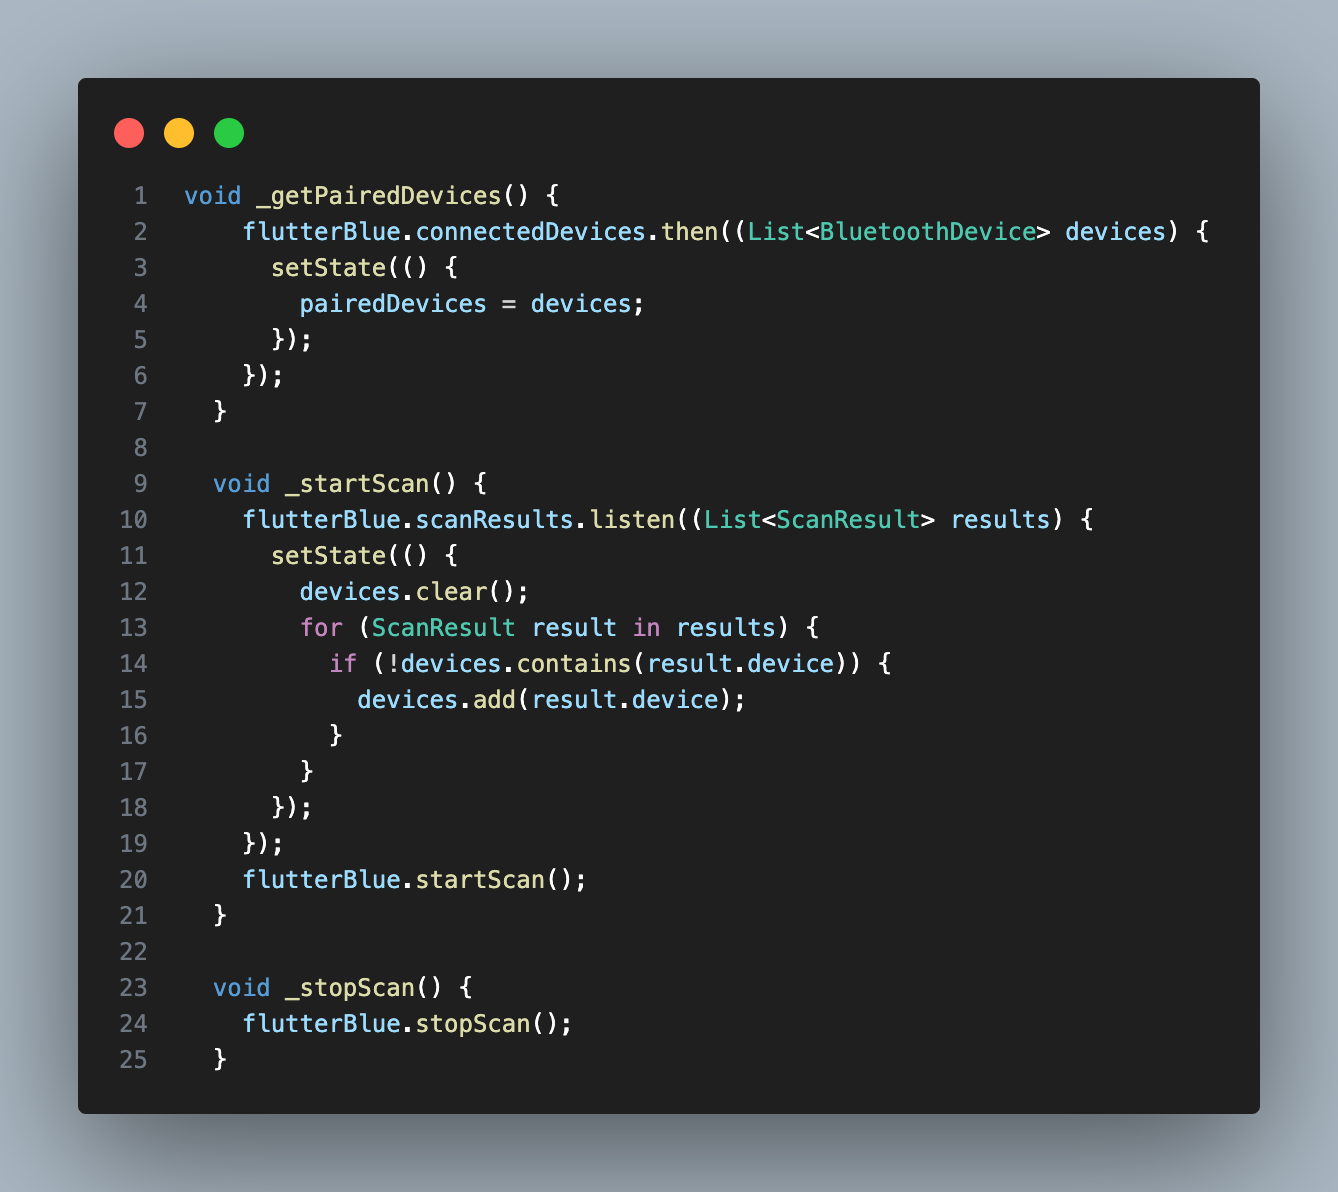 1 void _getPairedDevices() {
2 flutterBlue.connectedDevices.then((List<BluetoothDevice> devices) {
3 setState(() {
4 pairedDevices = devices;
5 });
6 });
7 }
8
9 void _startScan() {
10 flutterBlue.scanResults.listen((List<ScanResult> results) {
11 setState(() {
12 devices.clear();
13 for (ScanResult result in results) {
14 if (!devices.contains(result.device)) {
15 devices.add(result.device);
16 }
17 }
18 });
19 });
20 flutterBlue.startScan();
21 }
22
23 void _stopScan() {
24 flutterBlue.stopScan();
25 }